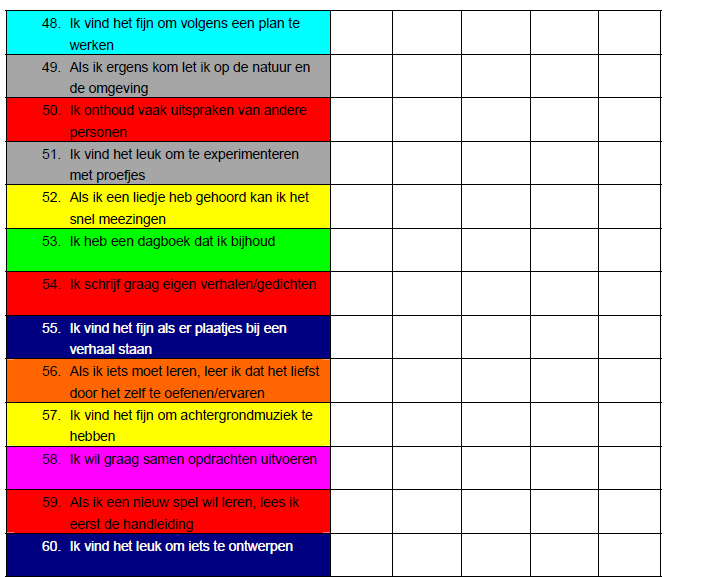 48. Ik vind het fijn om volgens een plan te
werken
49. Als ik ergens kom let ik op de natuur en
de omgeving
50. Ik onthoud vaak uitspraken van andere
personen
51. Ik vind het leuk om te experimenteren
met proefjes
52. Als ik een liedje heb gehoord kan ik het
snel meezingen
53. Ik heb een dagboek dat ik bijhoud
54. Ik schrijf graag eigen verhalen/gedichten
55. Ik vind het fijn als er plaatjes bij een
verhaal staan
56. Als ik iets moet leren, leer ik dat het liefst
door het zelf te oefenen/ervaren
57. Ik vind het fijn om achtergrondmuziek te
hebben
58. Ik wil graag samen opdrachten uitvoeren
59. Als ik een nieuw spel wil leren, lees ik
eerst de handleiding
60. Ik vind het leuk om iets te ontwerpen